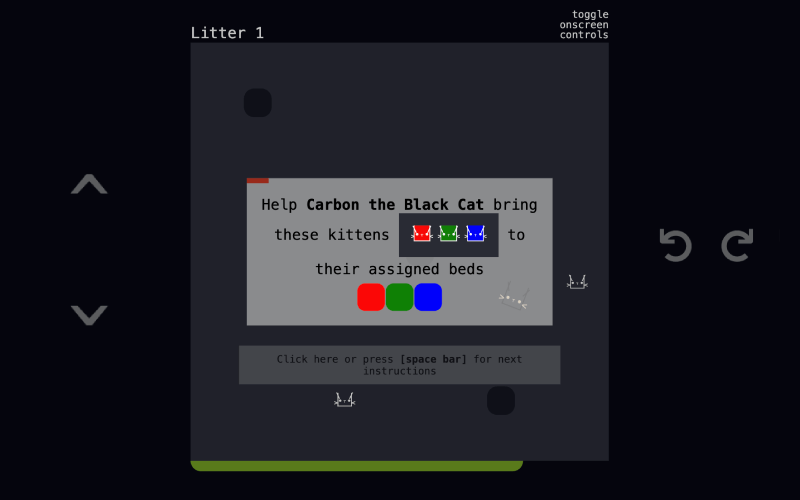 Litter 1
toggle
onscreen
controls
Help Carbon the Black Cat bring
these kittens to
their assigned beds
Click here or press [space bar] for next
instructions